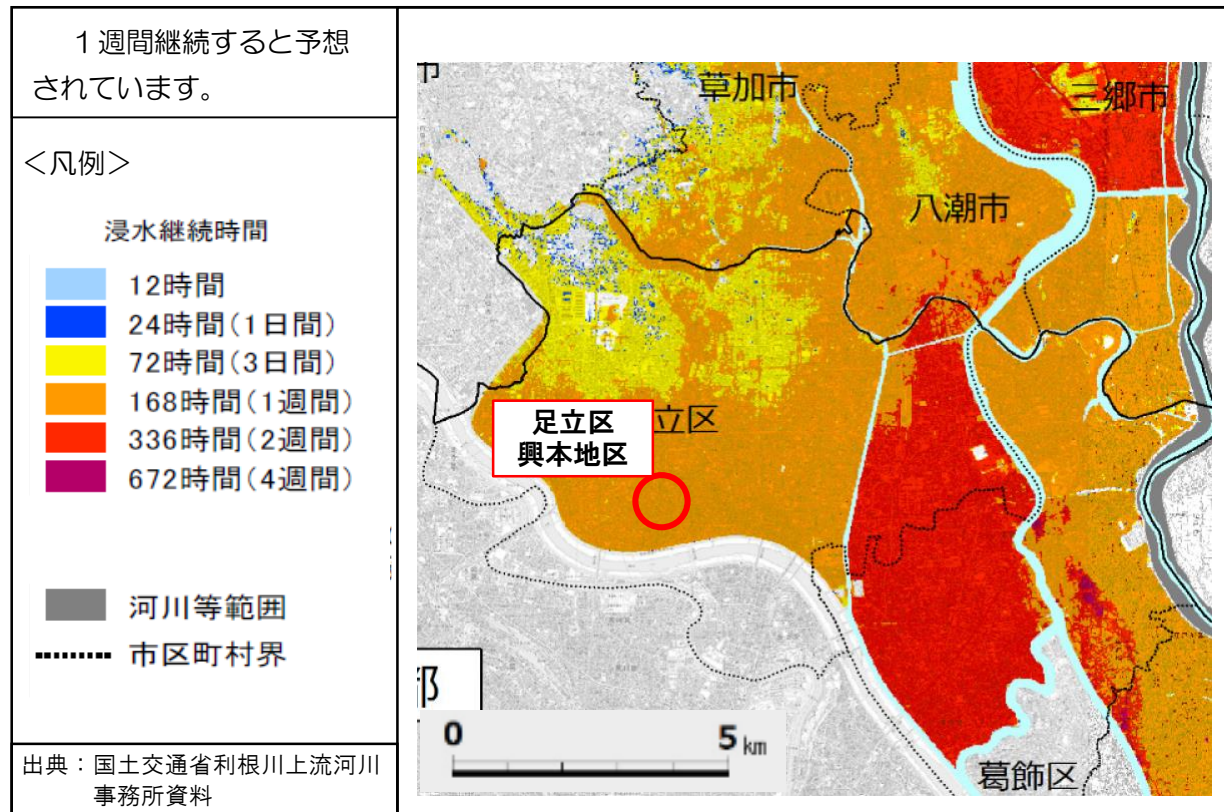 1週間継続すると予想
されています。
<凡例>
浸水継続時間
12時間
24時間(1日間)
72時間(3日間)
168時間(1週間)
336時間(2週間)
672時間(4週間)
河川等範囲
市区町村界
出典：国土交通省利根川上流河川
事務所資料
市
草加市
三郷市
八潮市
足立区
興本地区
立区
都
0 5 km
葛飾区